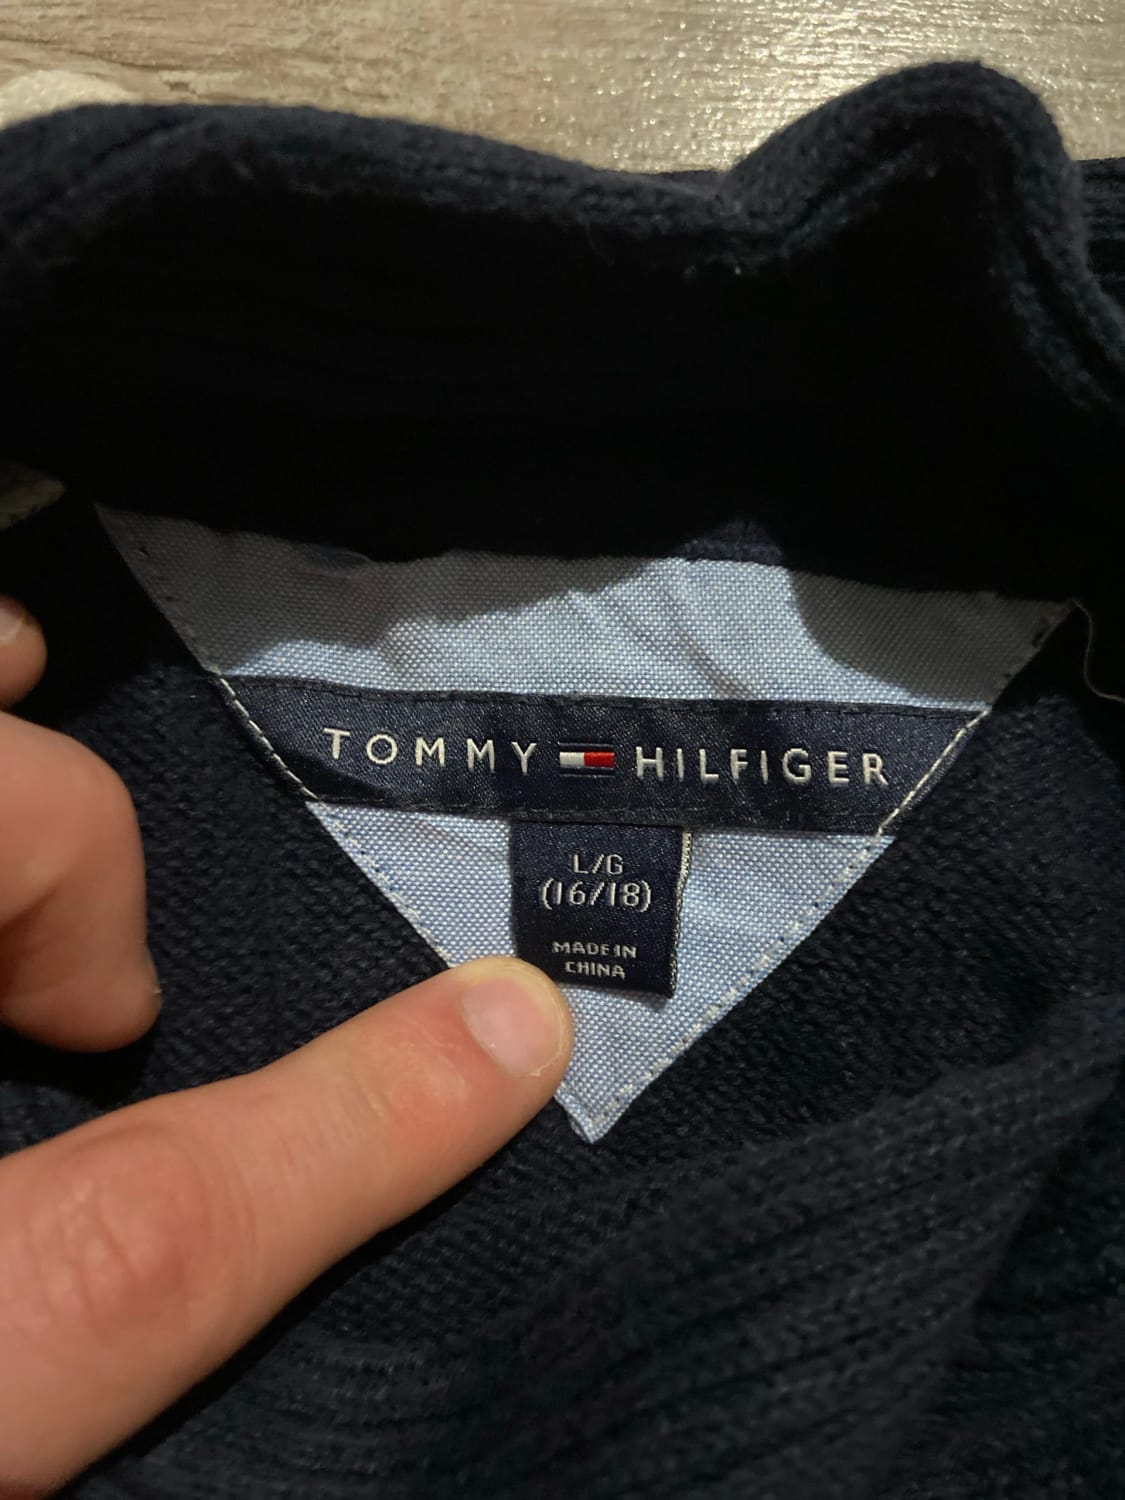 TOMMY HILFIGER
L/G
(16/18)
MADE IN
CHINA